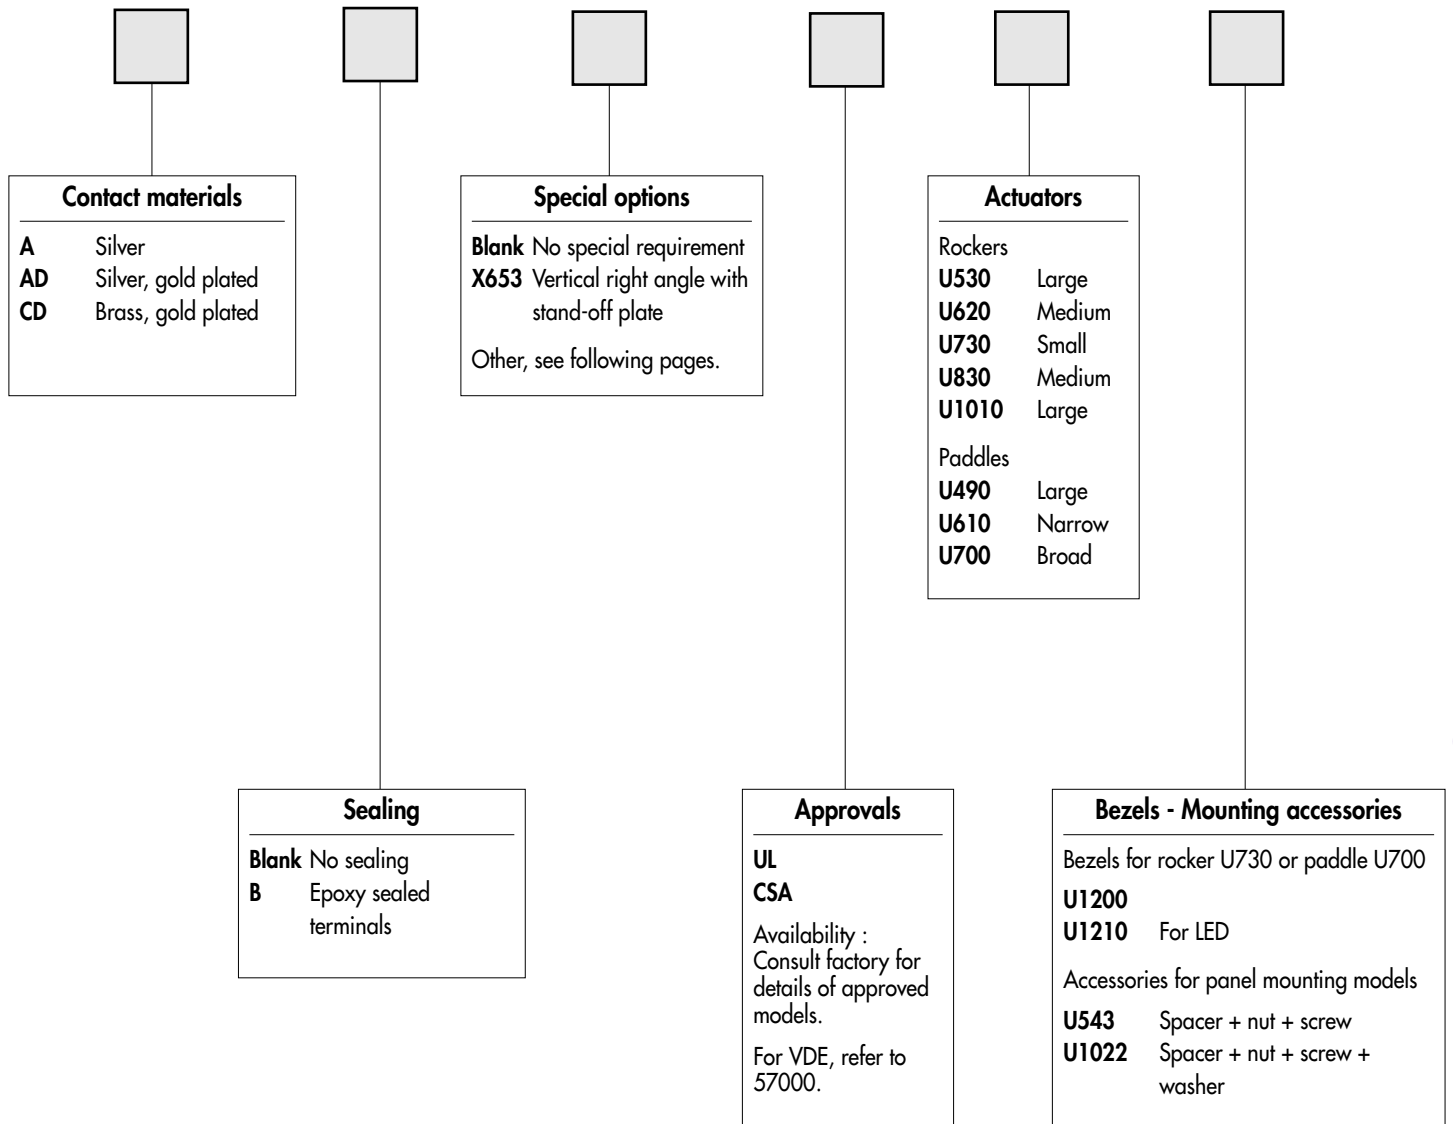 Contact materials
A Silver
AD Silver, gold plated
CD Brass, gold plated
Special options
Blank No special requirement
X653 Vertical right angle with
stand-off plate
Other, see following pages.
Actuators
Rockers
U530 Large
U620 Medium
U730 Small
U830 Medium
U1010 Large
Paddles
U490 Large
U610 Narrow
U700 Broad
Sealing
Blank No sealing
B Epoxy sealed
terminals
Approvals
UL
CSA
Availability :
Consult factory for
details of approved
models.
For VDE, refer to
57000.
Bezels - Mounting accessories
Bezels for rocker U730 or paddle U700
U1200
U1210 For LED
Accessories for panel mounting models
U543 Spacer + nut + screw
U1022 Spacer + nut + screw +
washer